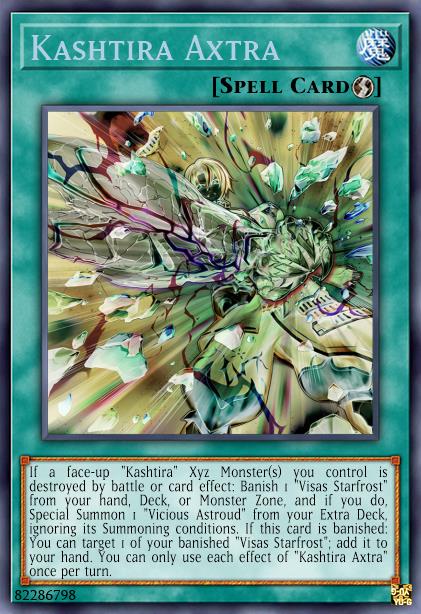 Kashtira Axtra
魔
[Spell Card]
If a face-up "Kashtira" Xyz Monster(s) you control is
destroyed by battle or card effect: Banish 1 "Visas Starfrost"
from your hand, Deck, or Monster Zone, and if you do,
Special Summon 1 "Vicious Astroud" from your Extra Deck,
ignoring its Summoning conditions. If this card is banished:
You can target 1 of your banished "Visas Starfrost"; add it to
your hand. You can only use each effect of "Kashtira Axtra"
once per turn.
82286798